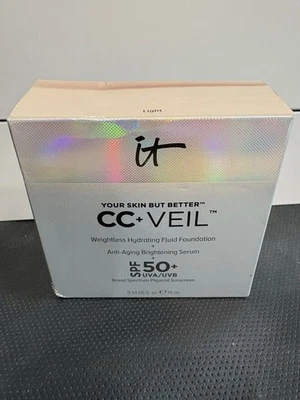 Light
it
YOUR SKIN BUT BETTER™
CC+ VEIL™
Weightless Hydrating Fluid Foundation
+
Anti-Aging Brightening Serum
SPF 50+
UVA/UVB
Broad Spectrum Physical Sunscreen